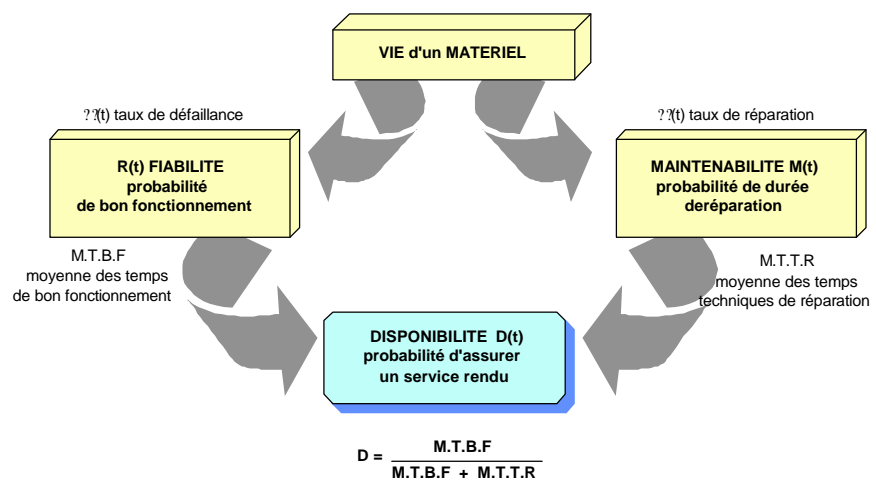 VIE d'un MATERIEL
??(t) taux de défaillance
??(t) taux de réparation
R(t) FIABILITE
probabilité
de bon fonctionnement
MAINTENABILITE M(t)
probabilité de durée
deréparation
M.T.B.F
moyenne des temps
de bon fonctionnement
M.T.T.R
moyenne des temps
techniques de réparation
DISPONIBILITE D(t)
probabilité d'assurer
un service rendu
M.T.B.F
D =
M.T.B.F + M.T.T.R